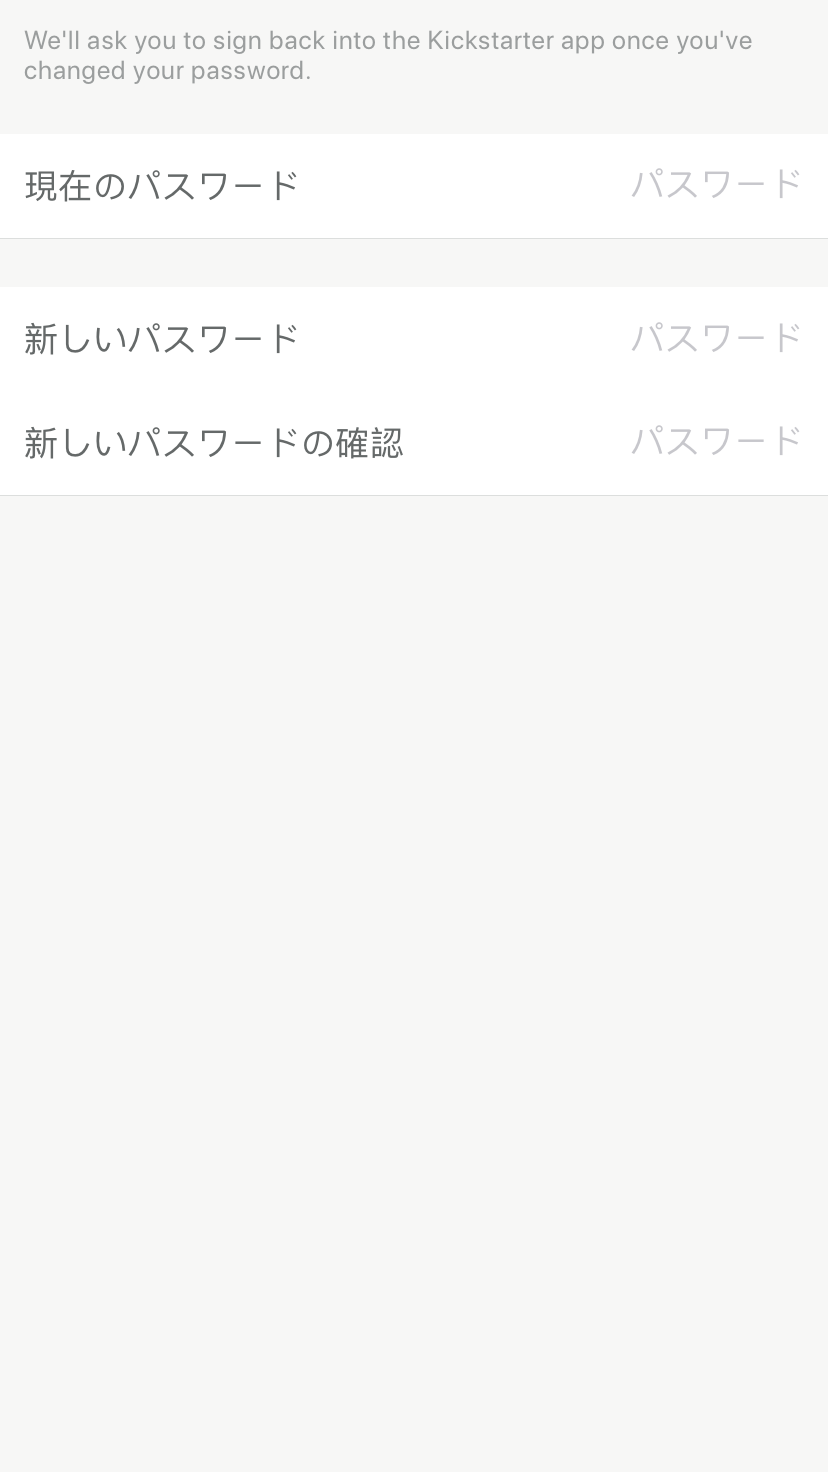 We'll ask you to sign back into the Kickstarter app once you've
changed your password.
現在のパスワード パスワード
新しいパスワード パスワード
新しいパスワードの確認 パスワード